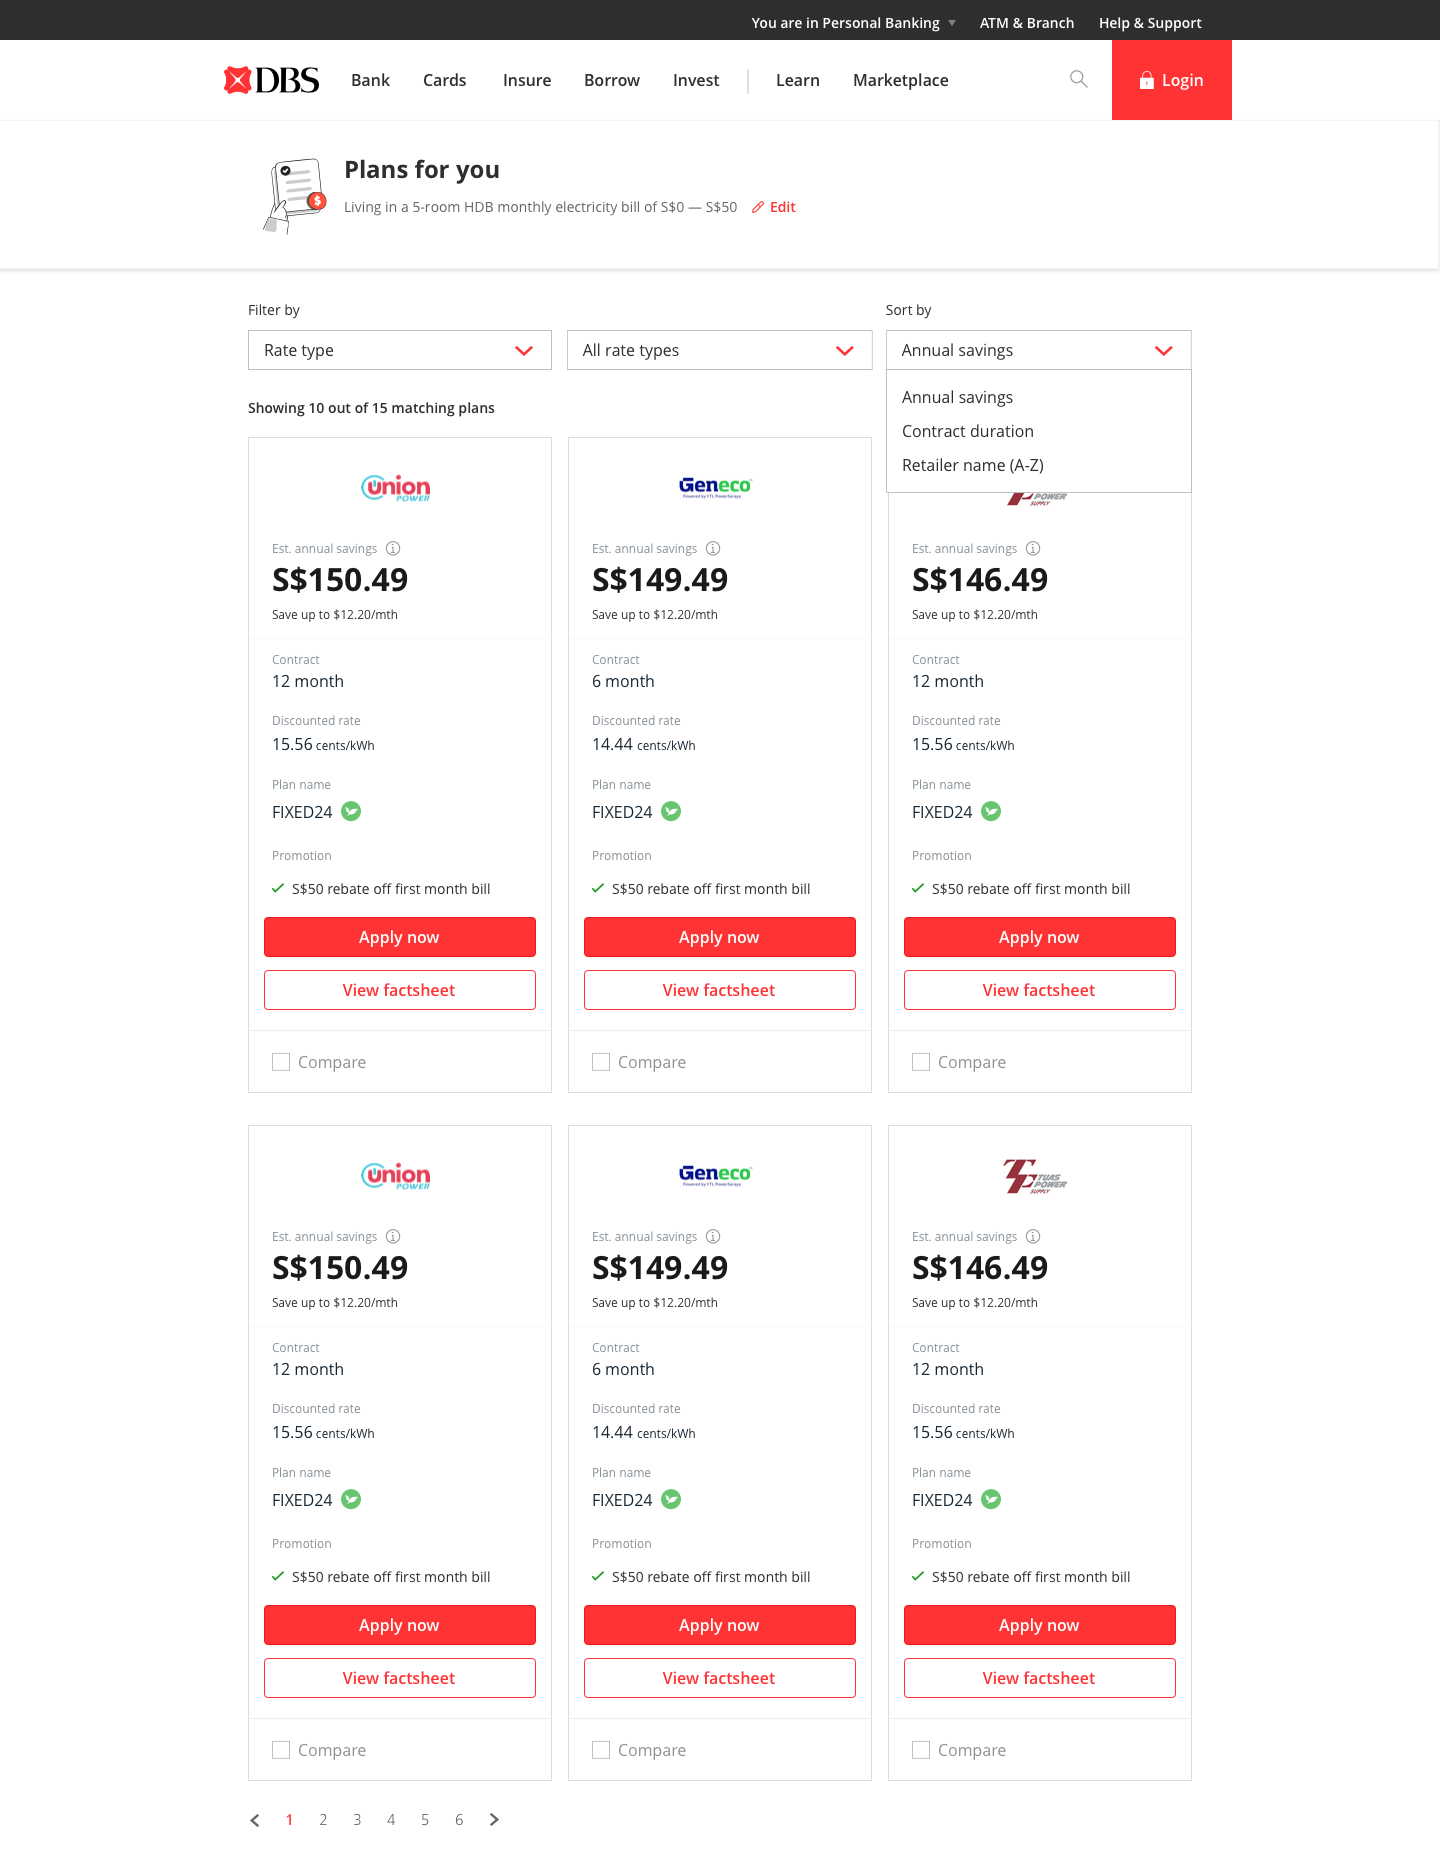 You are in Personal Banking ATM & Branch Help & Support
DBS Bank Cards Insure Borrow Invest Learn Marketplace Login
Plans for you
$
Living in a 5-room HDB monthly electricity bill of S$0 — S$50 Edit
Filter by Sort by
Rate type All rate types Annual savings
Annual savings
Showing 10 out of 15 matching plans
Contract duration
Retailer name (A-Z)
union POWER Geneco Powered by YTL PowerSeraya POWER SUPPLY
Est. annual savings Est. annual savings Est. annual savings
S$150.49 S$149.49 S$146.49
Save up to $12.20/mth Save up to $12.20/mth Save up to $12.20/mth
Contract Contract Contract
12 month 6 month 12 month
Discounted rate Discounted rate Discounted rate
15.56 cents/kWh 14.44 cents/kWh 15.56 cents/kWh
Plan name Plan name Plan name
FIXED24 FIXED24 FIXED24
Promotion Promotion Promotion
S$50 rebate off first month bill S$50 rebate off first month bill S$50 rebate off first month bill
Apply now Apply now Apply now
View factsheet View factsheet View factsheet
Compare Compare Compare
union POWER Geneco Powered by YTL PowerSeraya TUAS POWER SUPPLY
Est. annual savings Est. annual savings Est. annual savings
S$150.49 S$149.49 S$146.49
Save up to $12.20/mth Save up to $12.20/mth Save up to $12.20/mth
Contract Contract Contract
12 month 6 month 12 month
Discounted rate Discounted rate Discounted rate
15.56 cents/kWh 14.44 cents/kWh 15.56 cents/kWh
Plan name Plan name Plan name
FIXED24 FIXED24 FIXED24
Promotion Promotion Promotion
S$50 rebate off first month bill S$50 rebate off first month bill S$50 rebate off first month bill
Apply now Apply now Apply now
View factsheet View factsheet View factsheet
Compare Compare Compare
1 2 3 4 5 6